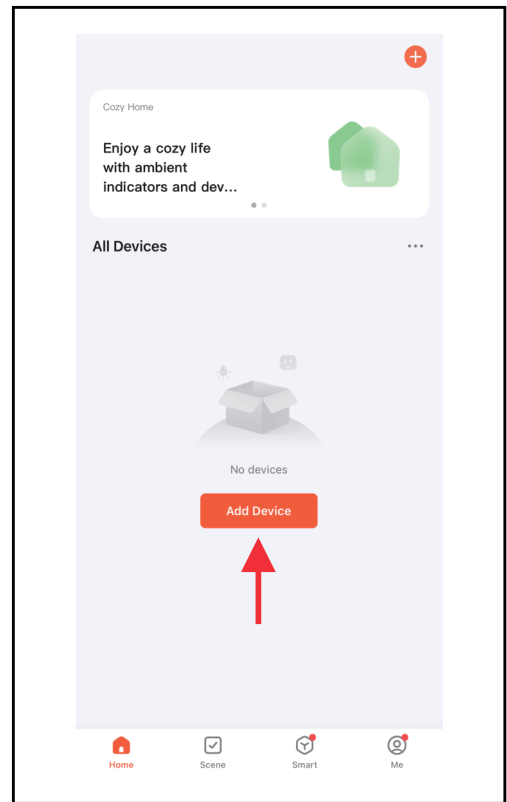 Cozy Home
Enjoy a cozy life
with ambient
indicators and dev...
All Devices
No devices
Add Device
Home
Scene
Smart
Me